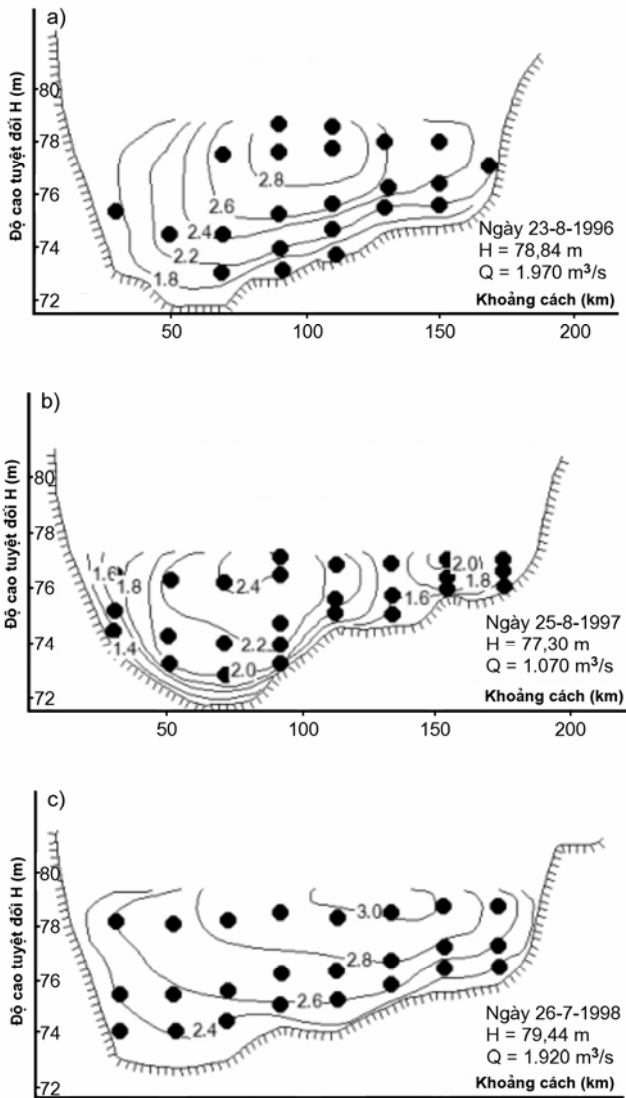 a)
Độ cao tuyệt đối H (m)
80
78
76
74
72
2.8
2.6
2.4
2.2
1.8
Ngày 23-8-1996
H = 78,84 m
Q = 1.970 m³/s
Khoảng cách (km)
50
100
150
200
b)
Độ cao tuyệt đối H (m)
80
78
76
74
72
1.6
1.8
1.4
2.4
2.2
2.0
2.0
1.8
1.6
Ngày 25-8-1997
H = 77,30 m
Q = 1.070 m³/s
Khoảng cách (km)
50
100
150
200
c)
Độ cao tuyệt đối H (m)
80
78
76
74
72
3.0
2.8
2.6
2.4
Ngày 26-7-1998
H = 79,44 m
Q = 1.920 m³/s
Khoảng cách (km)